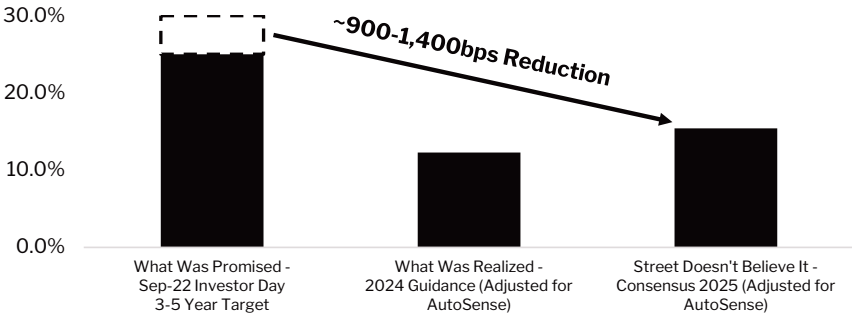 30.0%
20.0%
10.0%
0.0%
~900-1,400bps Reduction
What Was Promised -
Sep-22 Investor Day
3-5 Year Target
What Was Realized -
2024 Guidance (Adjusted for
AutoSense)
Street Doesn't Believe It -
Consensus 2025 (Adjusted for
AutoSense)